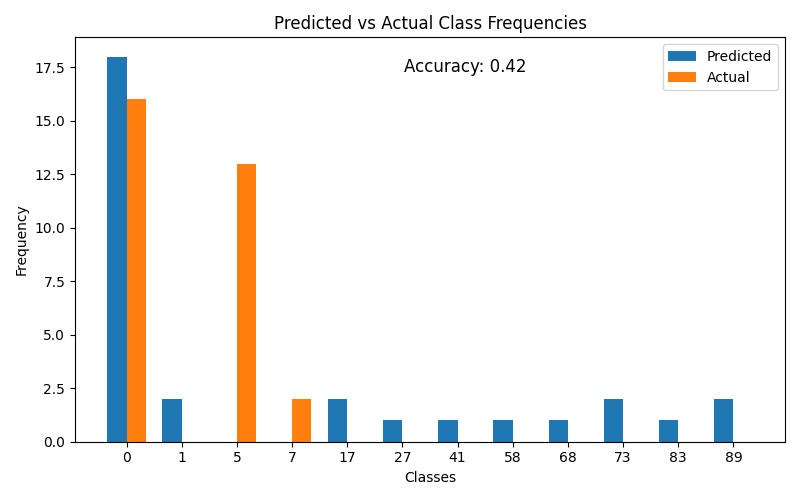 Predicted vs Actual Class Frequencies
Accuracy: 0.42
Predicted
Actual
Frequency
17.5
15.0
12.5
10.0
7.5
5.0
2.5
0.0
0 1 5 7 17 27 41 58 68 73 83 89
Classes